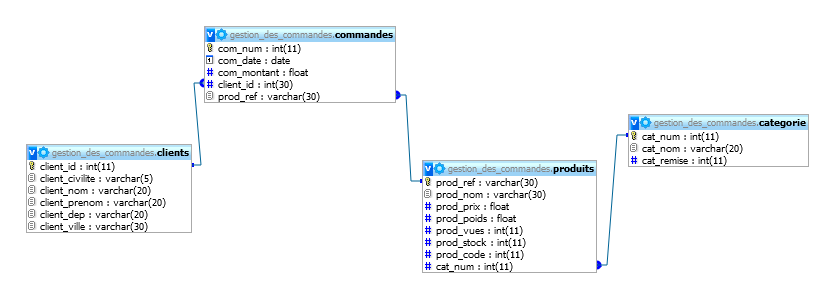 gestion_des_commandes.commandes
com_num : int(11)
com_date : date
com_montant : float
client_id : int(30)
prod_ref : varchar(30)
gestion_des_commandes.clients
client_id : int(11)
client_civilite : varchar(5)
client_nom : varchar(20)
client_prenom : varchar(20)
client_dep : varchar(20)
client_ville : varchar(30)
gestion_des_commandes.produits
prod_ref : varchar(30)
prod_nom : varchar(30)
prod_prix : float
prod_poids : float
prod_vues : int(11)
prod_stock : int(11)
prod_code : int(11)
cat_num : int(11)
gestion_des_commandes.categorie
cat_num : int(11)
cat_nom : varchar(20)
cat_remise : int(11)